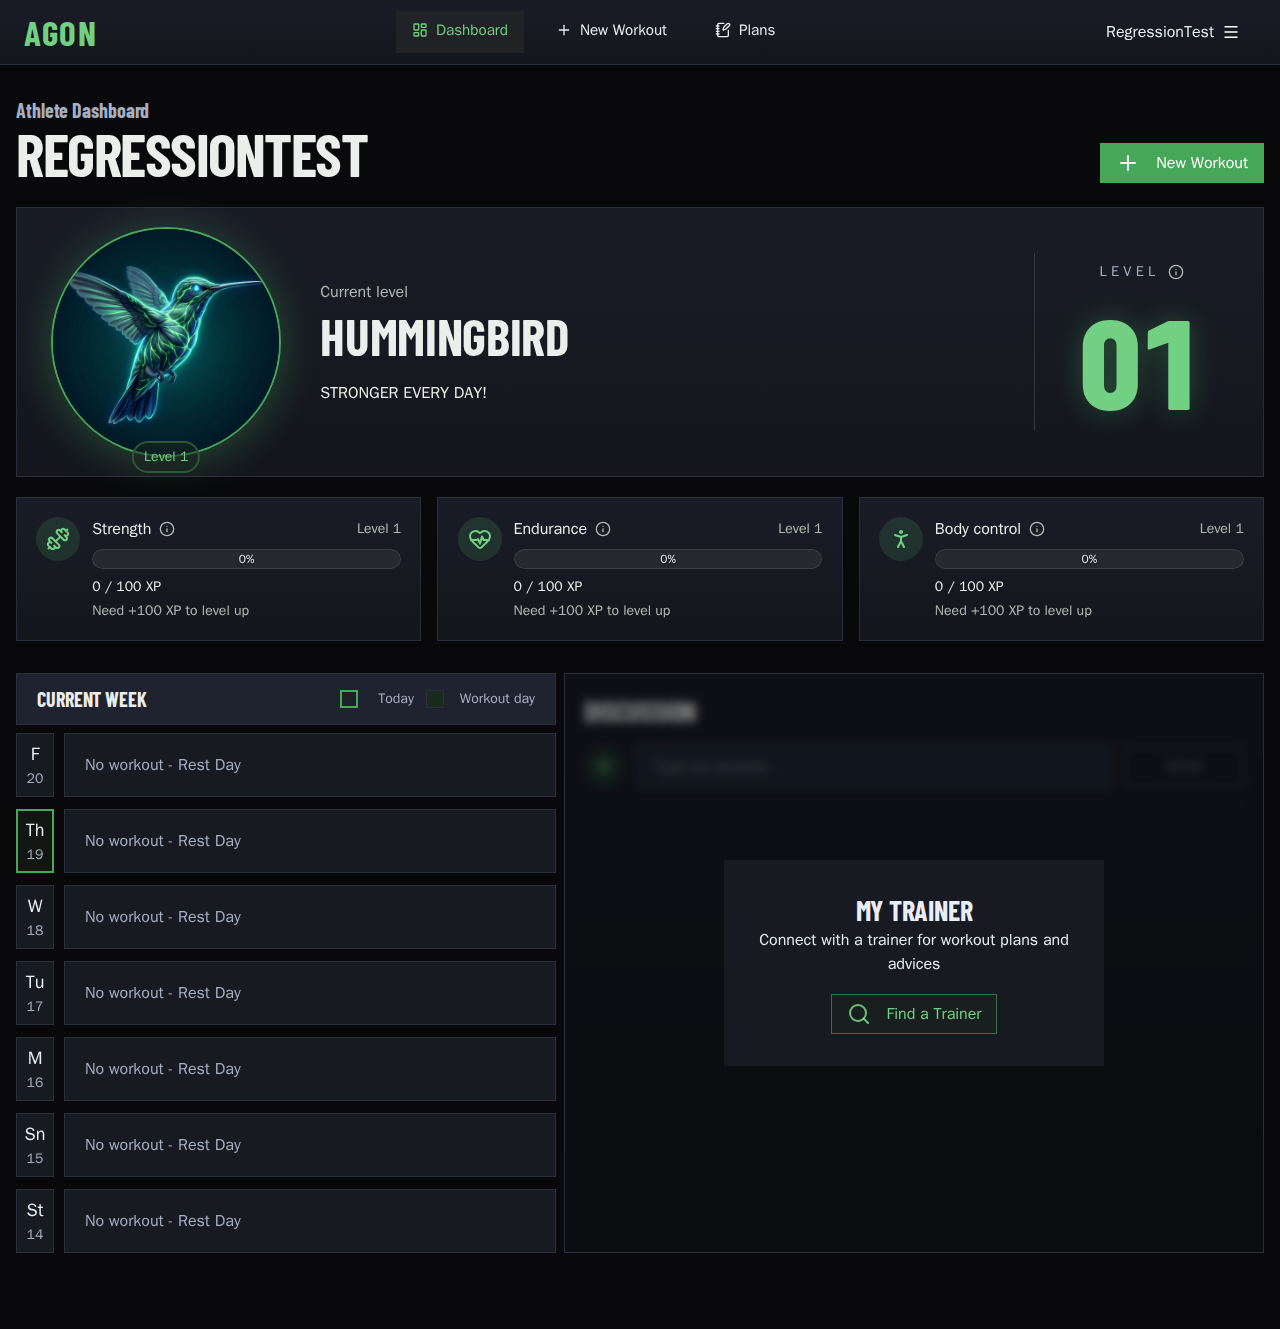 AGON
Dashboard
New Workout
Plans
RegressionTest
Athlete Dashboard
REGRESSIONTEST
New Workout
Level 1
Current level
HUMMINGBIRD
STRONGER EVERY DAY!
LEVEL
01
Strength
Level 1
0%
0 / 100 XP
Need +100 XP to level up
Endurance
Level 1
0%
0 / 100 XP
Need +100 XP to level up
Body control
Level 1
0%
0 / 100 XP
Need +100 XP to level up
CURRENT WEEK
Today
Workout day
F
20
No workout - Rest Day
Th
19
No workout - Rest Day
W
18
No workout - Rest Day
Tu
17
No workout - Rest Day
M
16
No workout - Rest Day
Sn
15
No workout - Rest Day
St
14
No workout - Rest Day
DISCUSSION
MY TRAINER
Connect with a trainer for workout plans and
advices
Find a Trainer